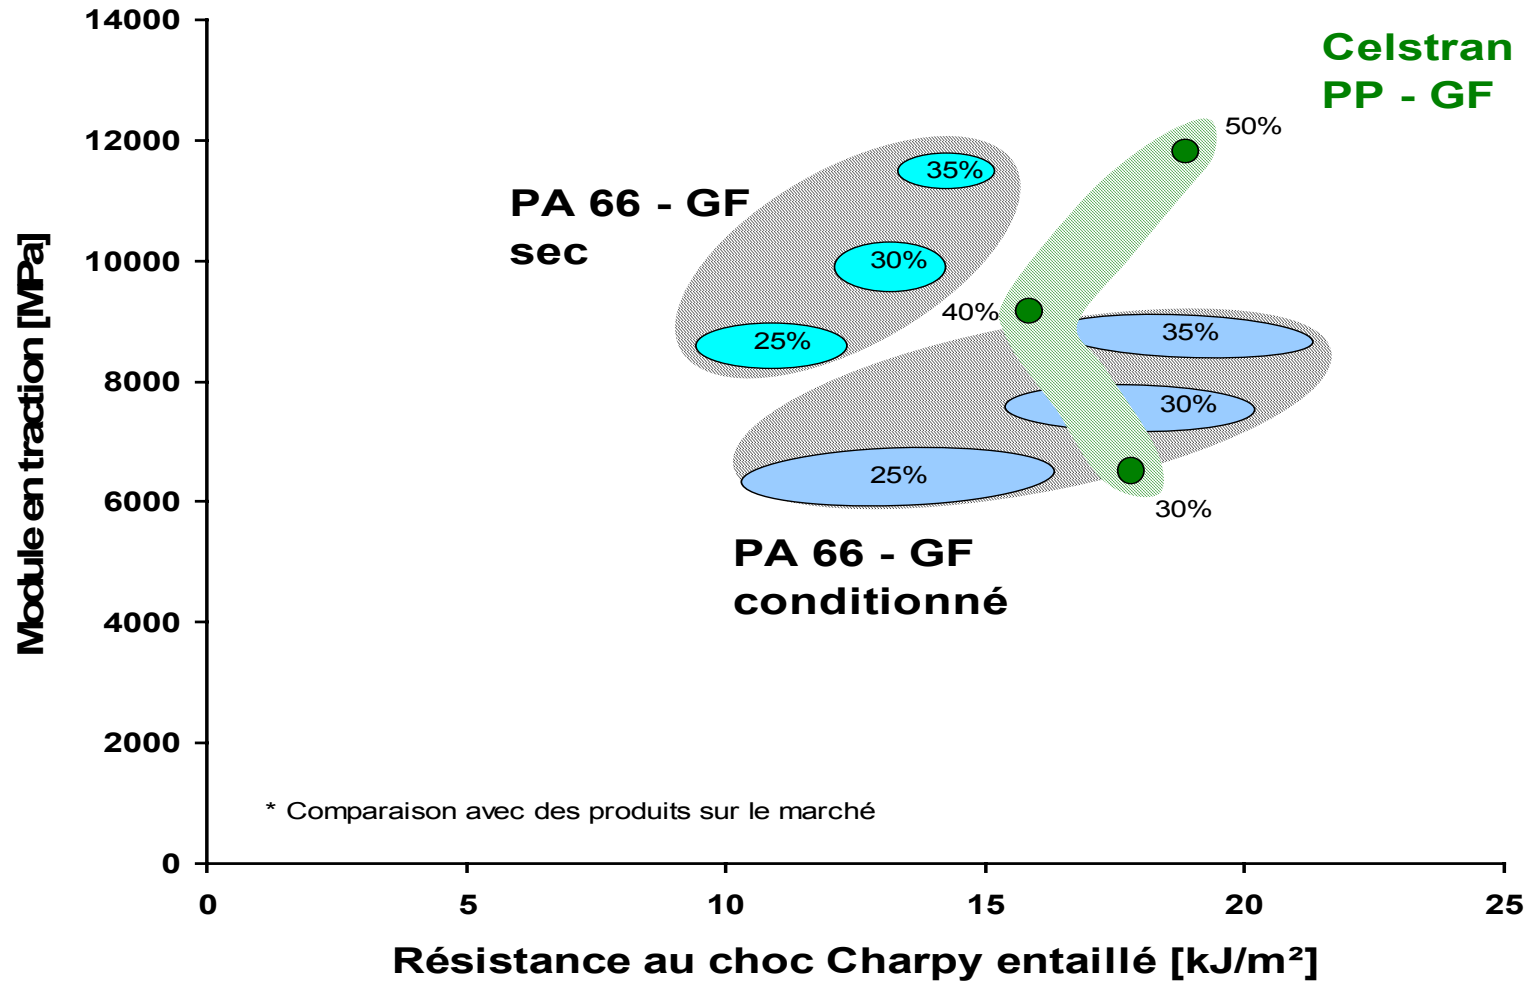 14000
12000
10000
8000
6000
4000
2000
0
Module en traction [MPa]
Celstran
PP - GF
50%
PA 66 - GF
sec
35%
30%
25%
40%
35%
30%
25%
30%
PA 66 - GF
conditionné
* Comparaison avec des produits sur le marché
0 5 10 15 20 25
Résistance au choc Charpy entaillé [kJ/m²]